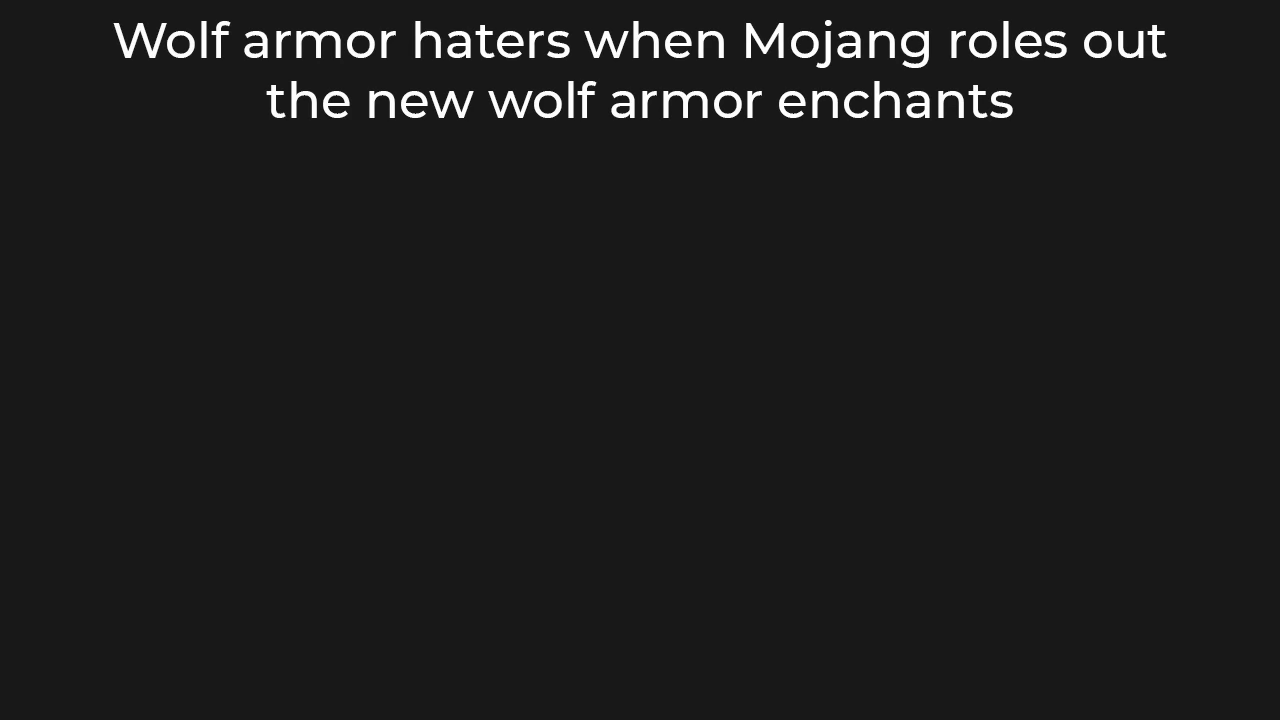 Wolf armor haters when Mojang roles out
the new wolf armor enchants